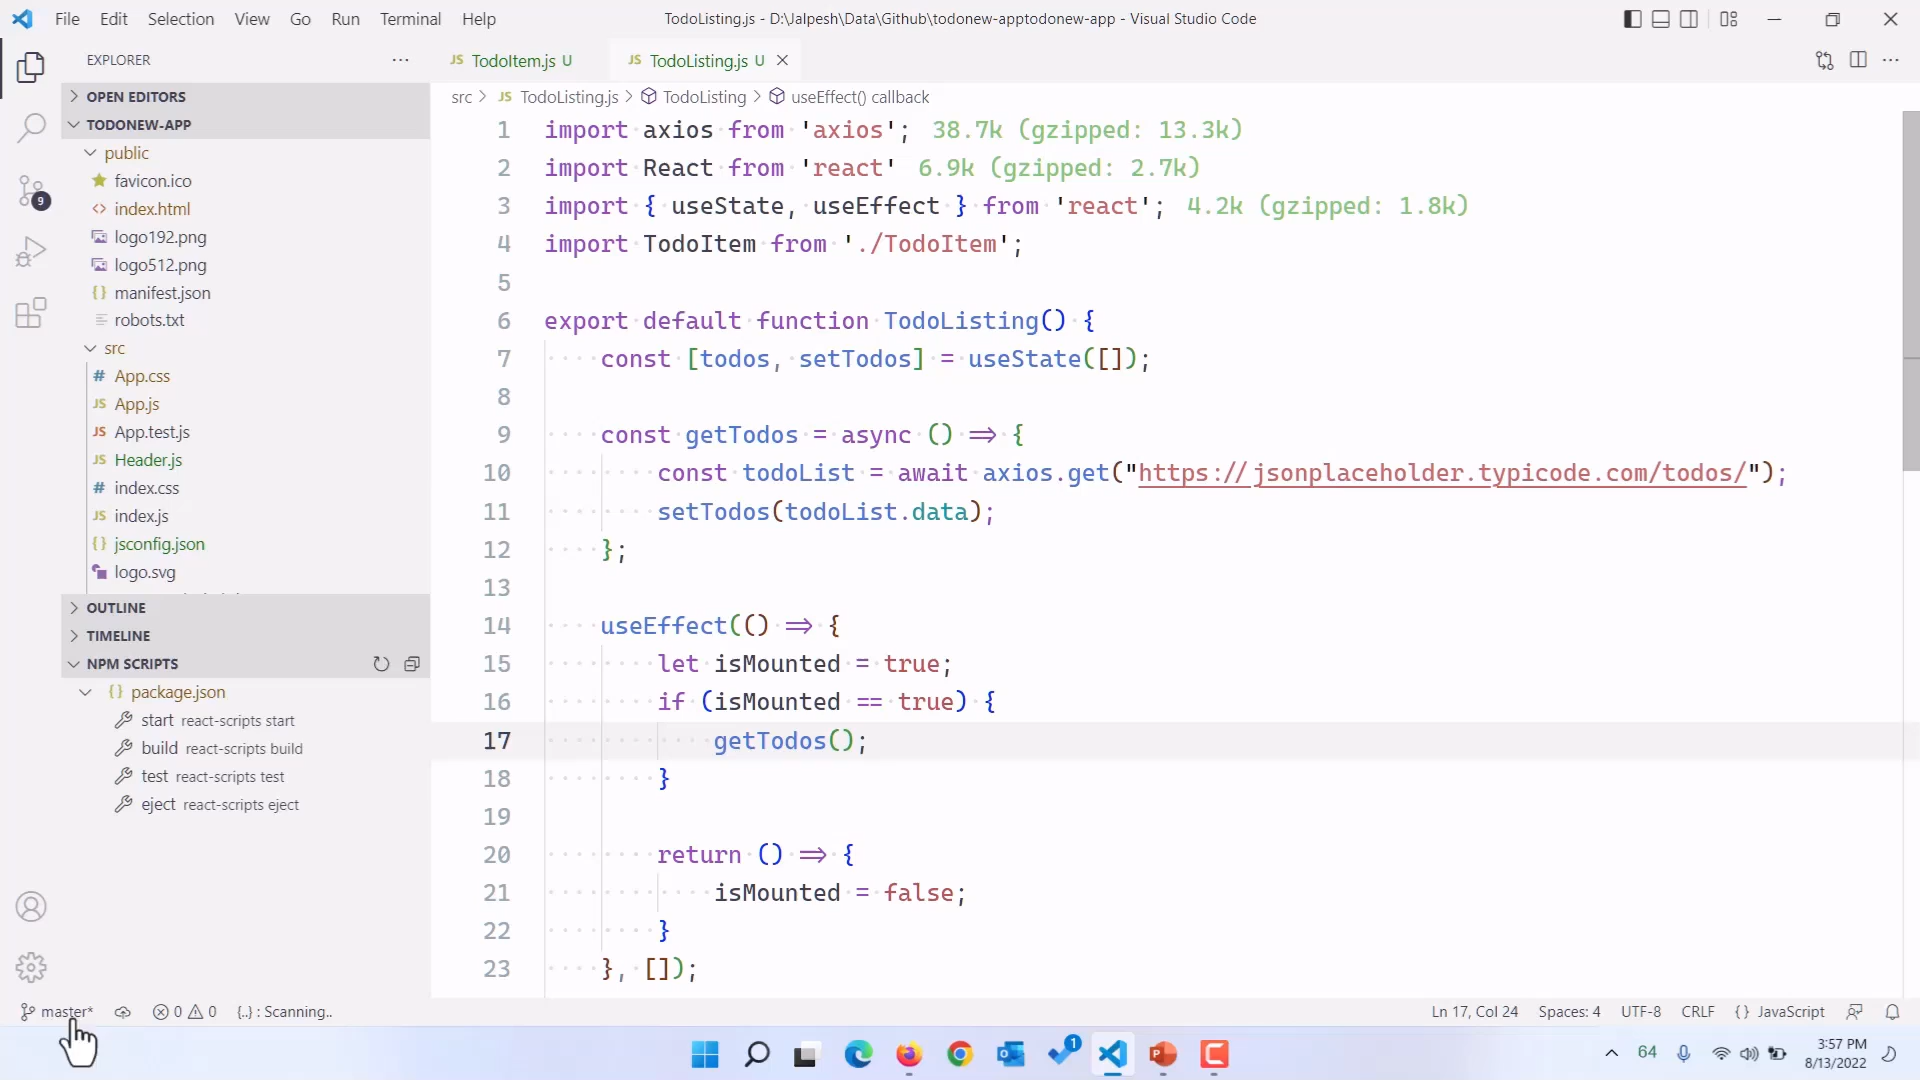 File Edit Selection View Go Run Terminal Help
TodoListing.js - D:\Jalpesh\Data\Github\todonew-apptodonew-app - Visual Studio Code
EXPLORER
OPEN EDITORS
TODONEW-APP
public
favicon.ico
index.html
logo192.png
logo512.png
manifest.json
robots.txt
src
App.css
App.js
App.test.js
Header.js
index.css
index.js
jsconfig.json
logo.svg
OUTLINE
TIMELINE
NPM SCRIPTS
package.json
start react-scripts start
build react-scripts build
test react-scripts test
eject react-scripts eject
9
JS TodoItem.js U
JS TodoListing.js U
src > JS TodoListing.js > TodoListing > useEffect() callback
1 import axios from 'axios'; 38.7k (gzipped: 13.3k)
2 import React from 'react' 6.9k (gzipped: 2.7k)
3 import { useState, useEffect } from 'react'; 4.2k (gzipped: 1.8k)
4 import TodoItem from './TodoItem';
5
6 export default function TodoListing() {
7 const [todos, setTodos] = useState([]);
8
9 const getTodos = async () => {
10 const todoList = await axios.get("https://jsonplaceholder.typicode.com/todos/");
11 setTodos(todoList.data);
12 };
13
14 useEffect(() => {
15 let isMounted = true;
16 if (isMounted == true) {
17 getTodos();
18 }
19
20 return () => {
21 isMounted = false;
22 }
23 }, []);
master* 0 0 {..} : Scanning..
Ln 17, Col 24 Spaces: 4 UTF-8 CRLF {} JavaScript
1
64
3:57 PM
8/13/2022